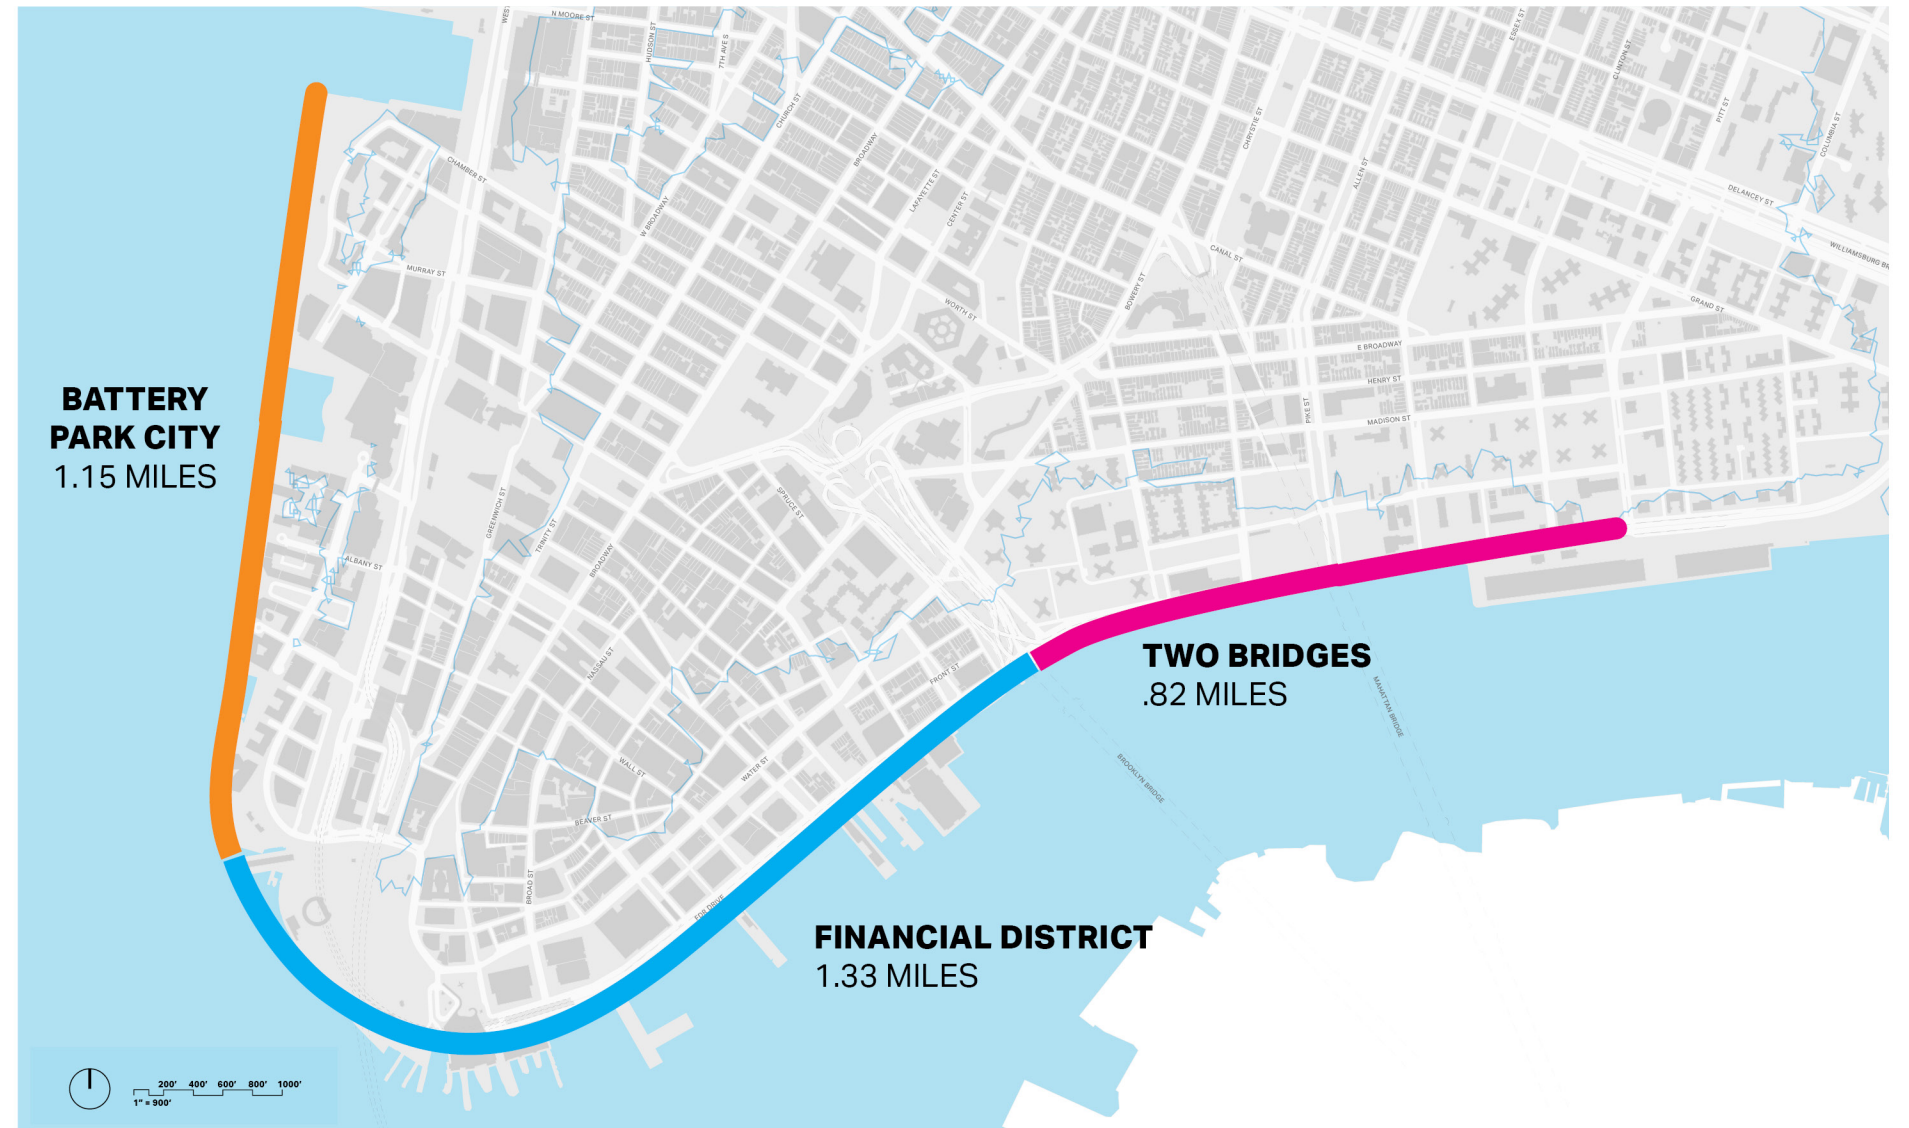 WEST
N MOORE ST
HUDSON ST
7TH AVE S
CHURCH ST
BROADWAY
LAFAYETTE ST
CENTER ST
W BROADWAY
CHAMBER ST
MURRAY ST
CHRYSTIE ST
ALLEN ST
ESSEX ST
CLINTON ST
PITT ST
COLUMBIA ST
DELANCEY ST
WILLIAMSBURG BR
GRAND ST
CANAL ST
BOWERY ST
WORTH ST
E BROADWAY
HENRY ST
MADISON ST
PIKE ST
BATTERY
PARK CITY
1.15 MILES
SPRUCE ST
GREENWICH ST
TRINITY ST
BROADWAY
ALBANY ST
NASSAU ST
FRONT ST
WALL ST
WATER ST
BEAVER ST
BROAD ST
FDR DRIVE
TWO BRIDGES
.82 MILES
MAHATTAN BRIDGE
BROOKLYN BRIDGE
FINANCIAL DISTRICT
1.33 MILES
200' 400' 600' 800' 1000'
1" = 900'